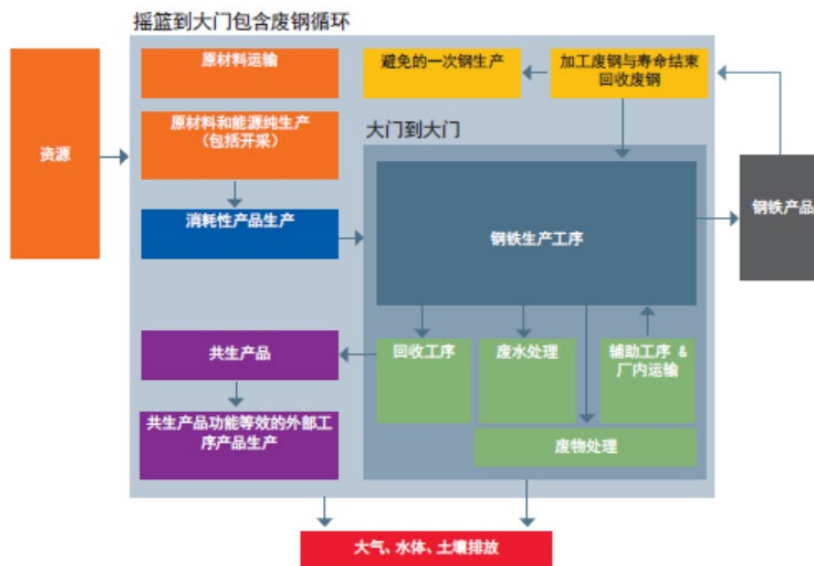 摇篮到大门包含废钢循环
原材料运输
避免的一次钢生产
加工废钢与寿命结束
回收废钢
资源
原材料和能源纯生产
（包括开采）
大门到大门
消耗性产品生产
钢铁生产工序
钢铁产品
共生产品
回收工序
废水处理
辅助工序 &
厂内运输
共生产品功能等效的外部工
序产品生产
废物处理
大气、水体、土壤排放